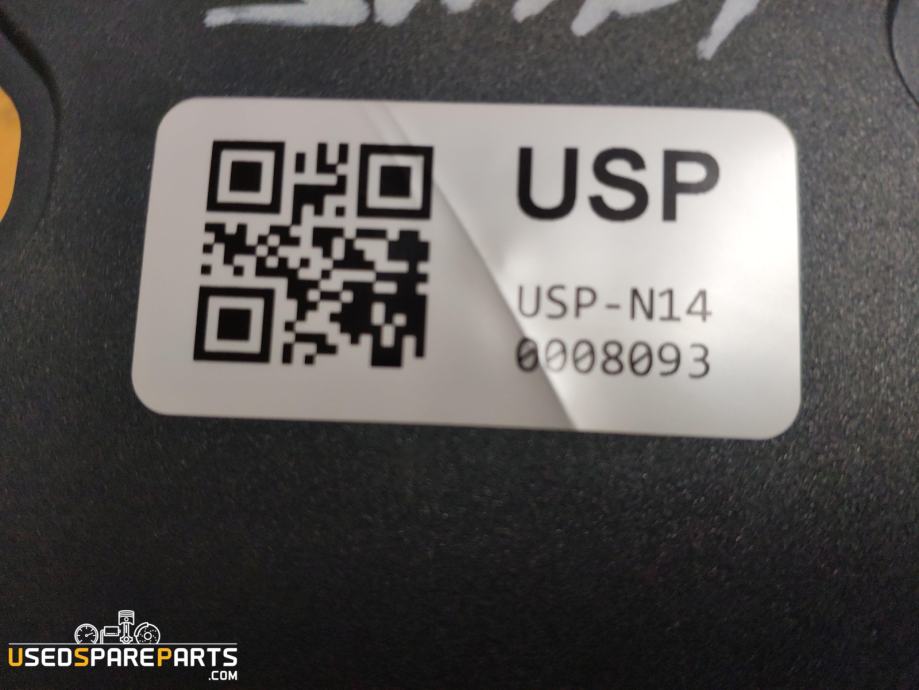 USP
USP-N14
0008093
USEDSPAREPARTS
.COM